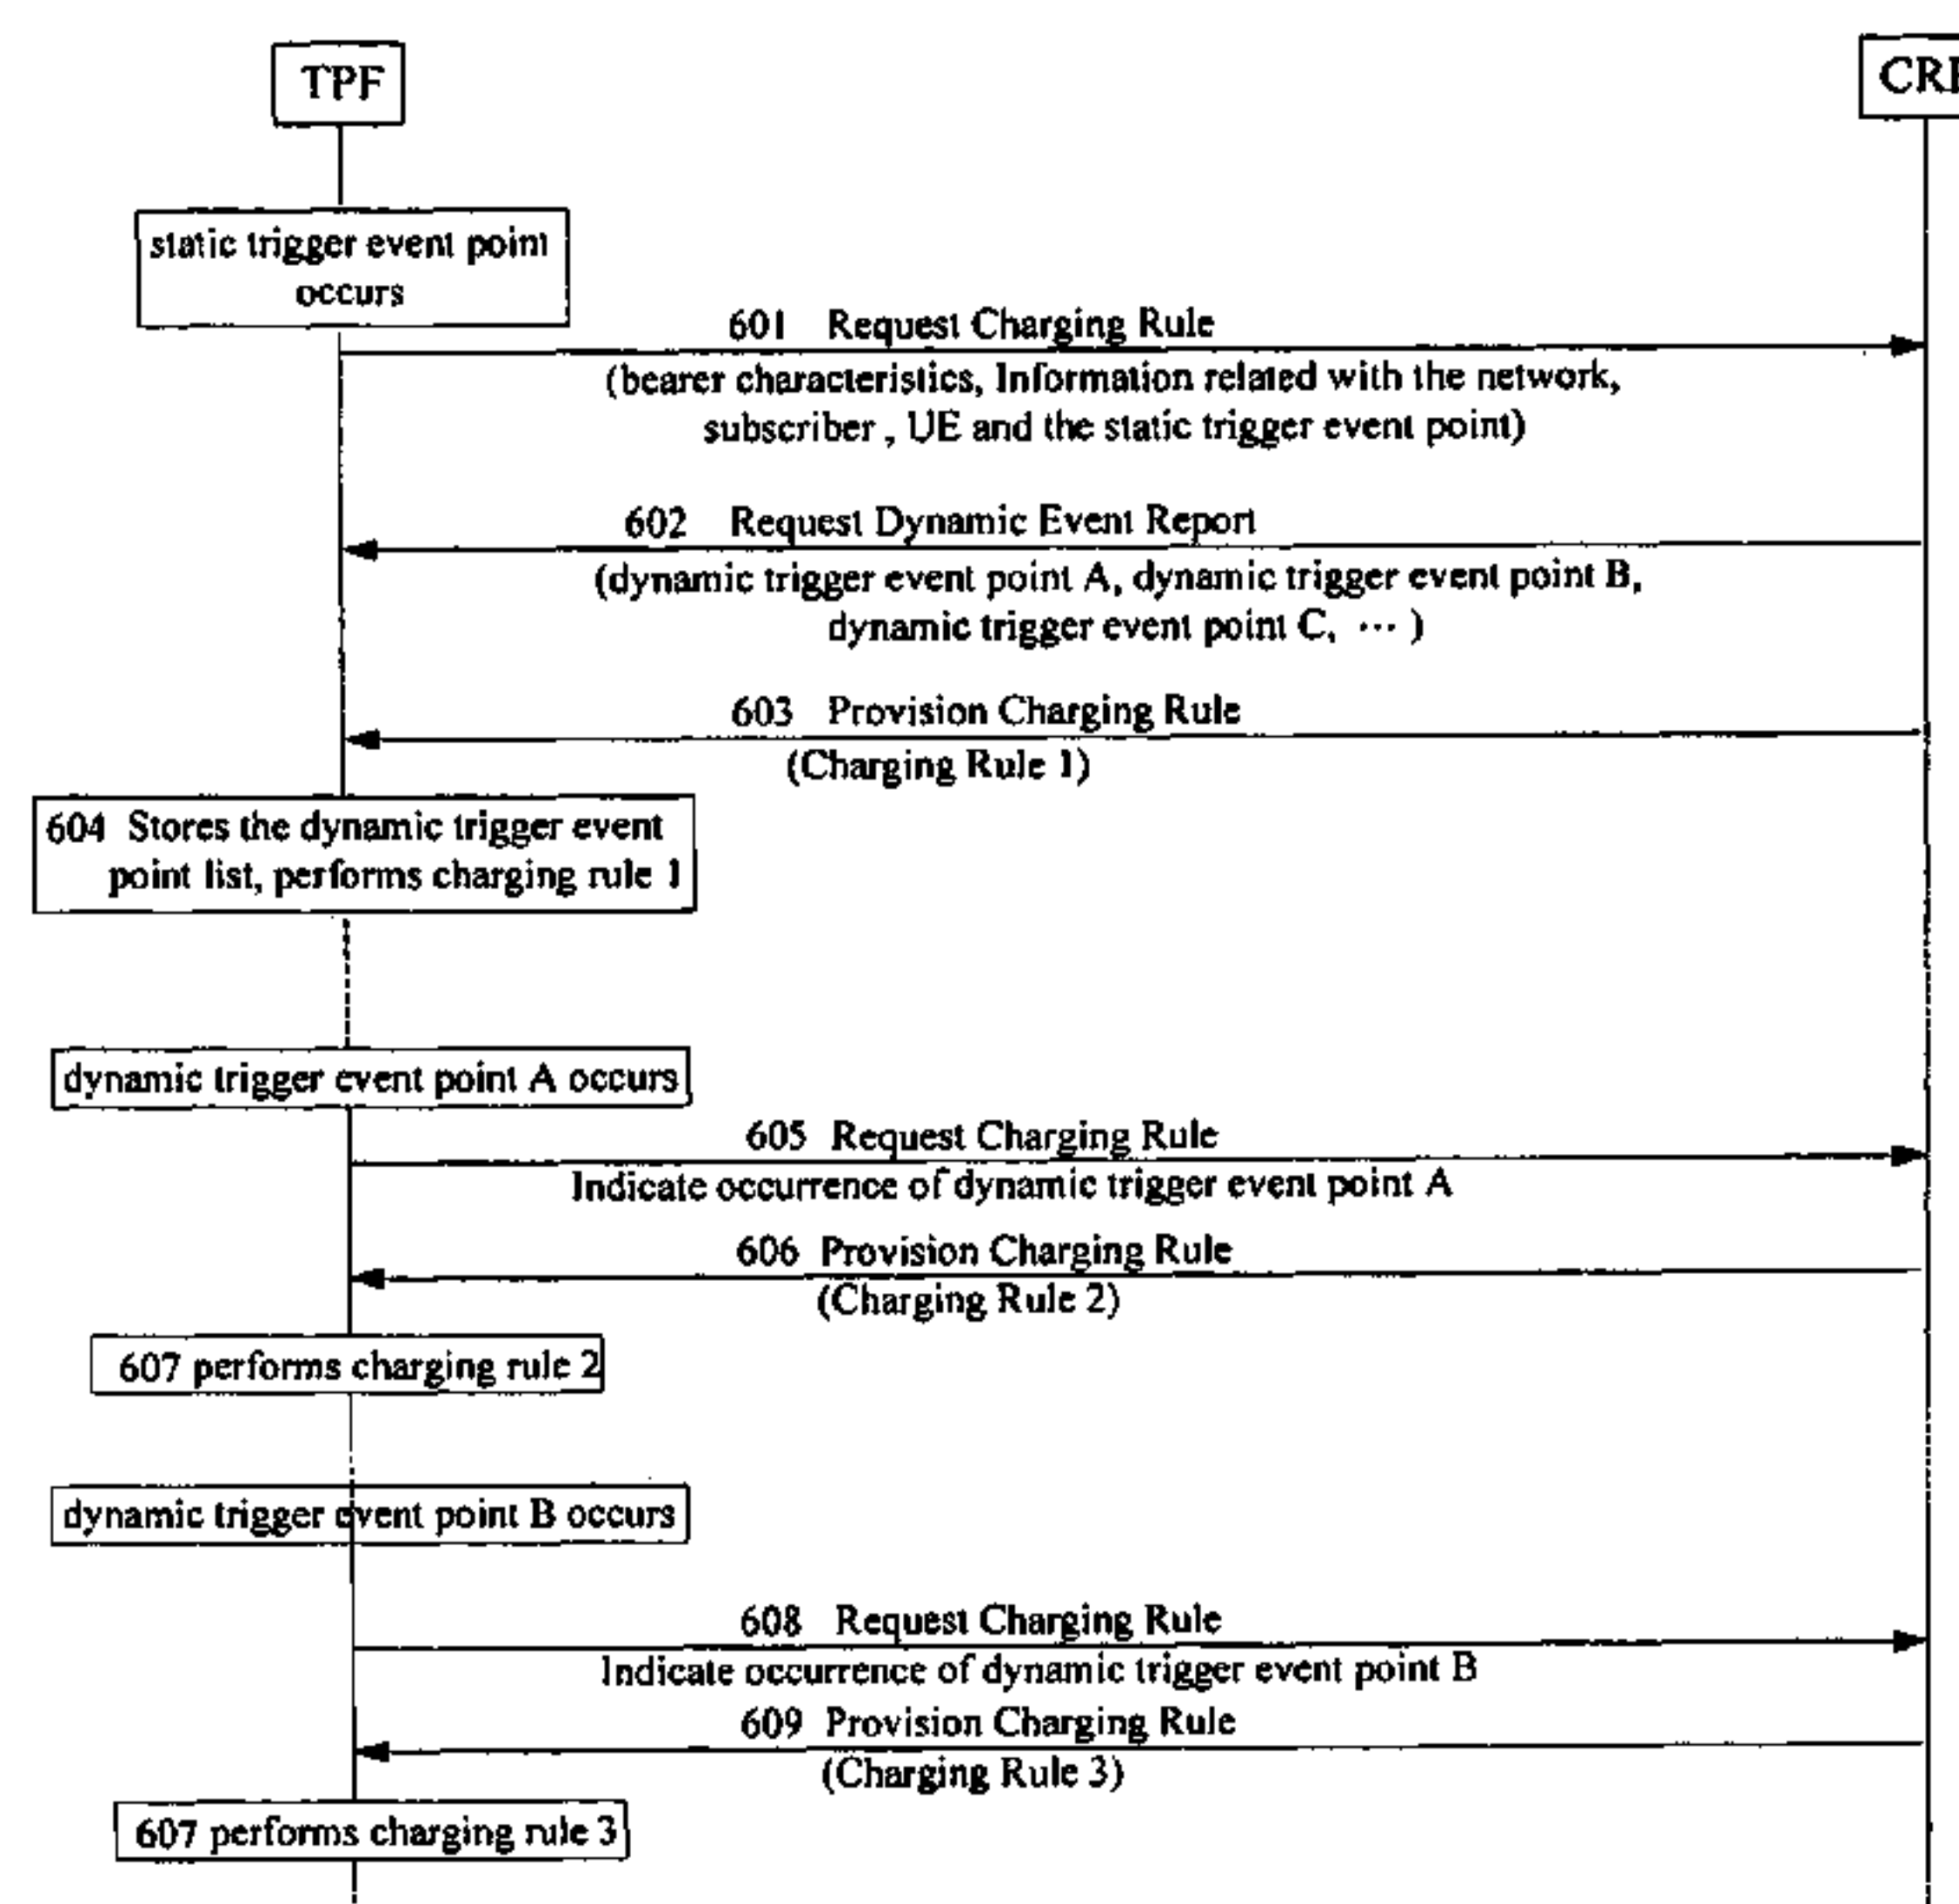 TPF
CRF
static trigger event point
occurs
601 Request Charging Rule
(bearer characteristics, Information related with the network,
subscriber , UE and the static trigger event point)
602 Request Dynamic Event Report
(dynamic trigger event point A, dynamic trigger event point B,
dynamic trigger event point C, ··· )
603 Provision Charging Rule
(Charging Rule 1)
604 Stores the dynamic trigger event
point list, performs charging rule 1
dynamic trigger event point A occurs
605 Request Charging Rule
Indicate occurrence of dynamic trigger event point A
606 Provision Charging Rule
(Charging Rule 2)
607 performs charging rule 2
dynamic trigger event point B occurs
608 Request Charging Rule
Indicate occurrence of dynamic trigger event point B
609 Provision Charging Rule
(Charging Rule 3)
607 performs charging rule 3